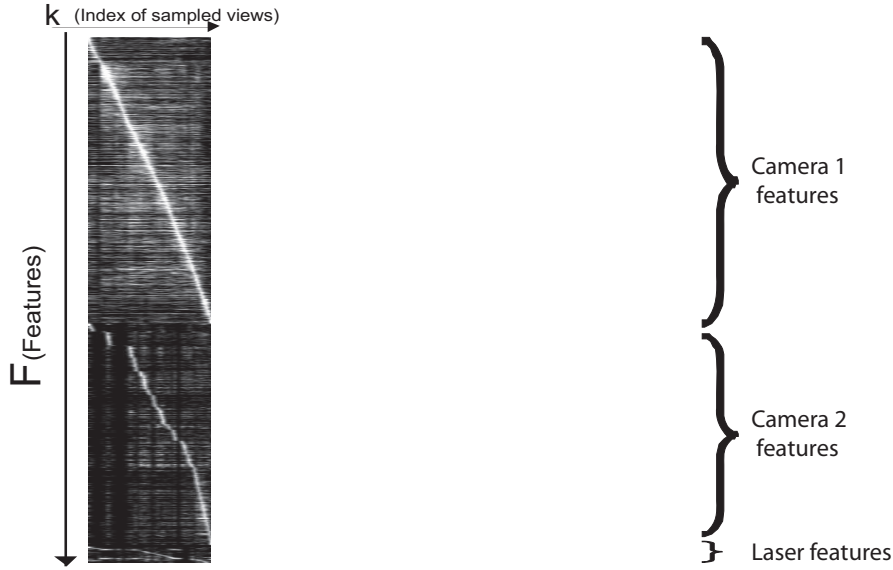 k (Index of sampled views)
F (Features)
Camera 1
features
Camera 2
features
Laser features